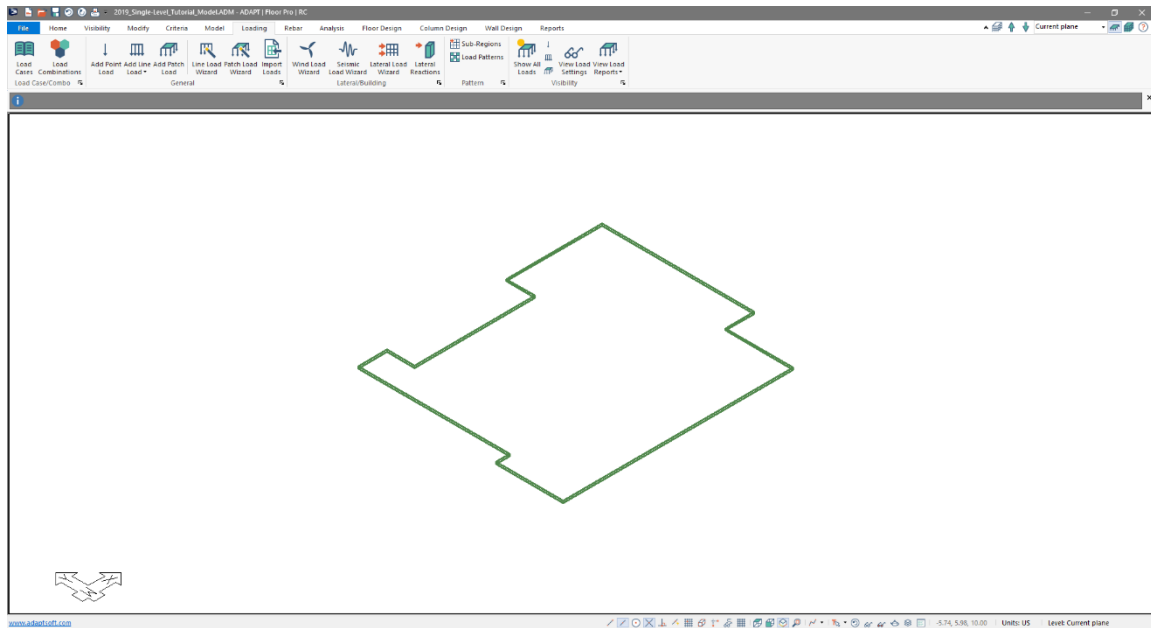 2019_Single-Level_Tutorial_Model.ADM - ADAPT | Floor Pro | RC
File Home Visibility Modify Criteria Model Loading Rebar Analysis Floor Design Column Design Wall Design Reports Current plane
Load Cases
Load Combinations
Load Case/Combo
Add Point Load
Add Line Load
Add Patch Load
Line Load Wizard
Patch Load Wizard
Import Loads
General
Wind Load Wizard
Seismic Load Wizard
Lateral Load Wizard
Lateral Reactions
Lateral/Building
Sub-Regions
Load Patterns
Pattern
Show All Loads
View Load Settings
View Load Reports
Visibility
www.adaptsoft.com
-5.74, 5.98, 10.00 Units: US Level: Current plane